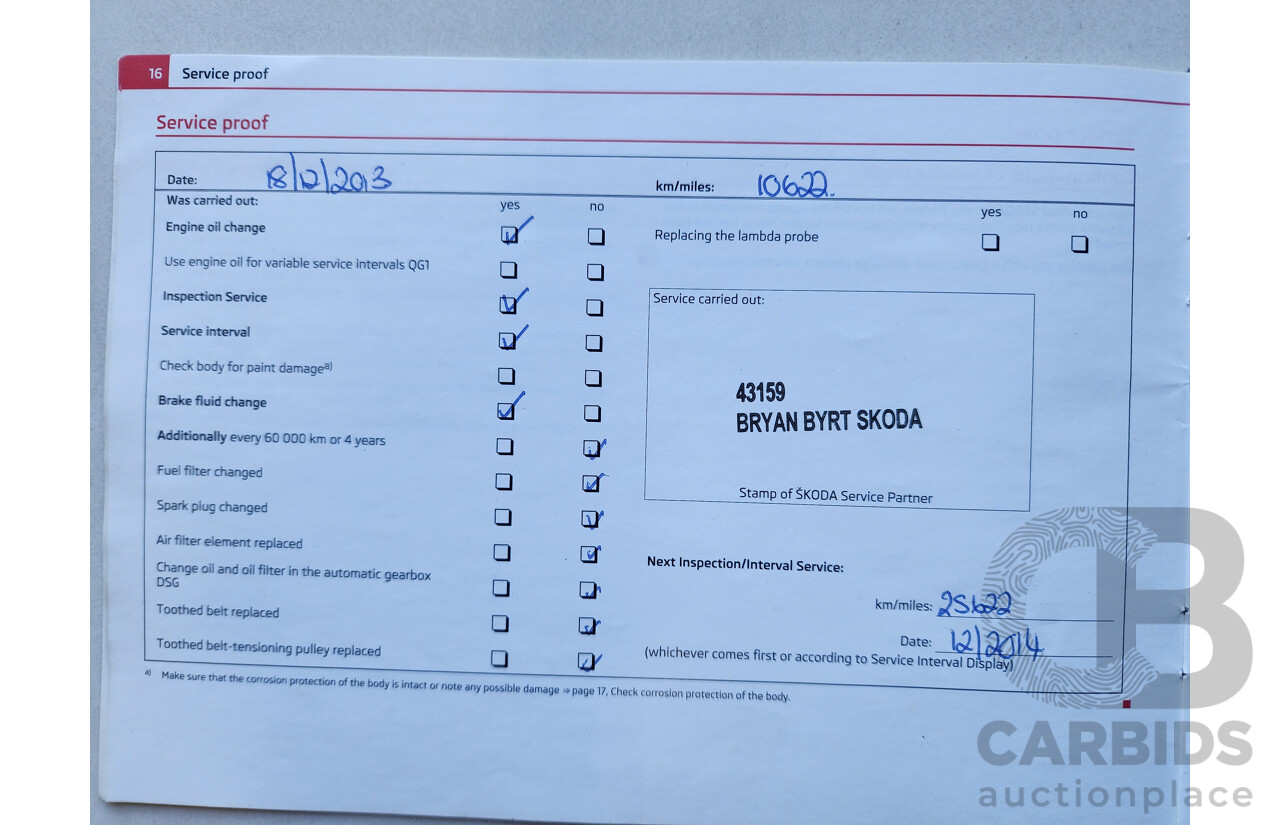 16 Service proof
Service proof
Date: 18/12/2013 km/miles: 10622.
Was carried out: yes no yes no
Engine oil change Replacing the lambda probe
Use engine oil for variable service intervals QG1
Inspection Service Service carried out:
Service interval
Check body for paint damage a)
Brake fluid change 43159
BRYAN BYRT SKODA
Additionally every 60 000 km or 4 years
Fuel filter changed
Stamp of ŠKODA Service Partner
Spark plug changed
Air filter element replaced
Next Inspection/Interval Service:
Change oil and oil filter in the automatic gearbox
DSG
km/miles: 25622
Toothed belt replaced
Date: 12/2014
Toothed belt-tensioning pulley replaced
(whichever comes first or according to Service Interval Display)
a) Make sure that the corrosion protection of the body is intact or note any possible damage ⇒ page 17, Check corrosion protection of the body.
CARBIDS
auctionplace